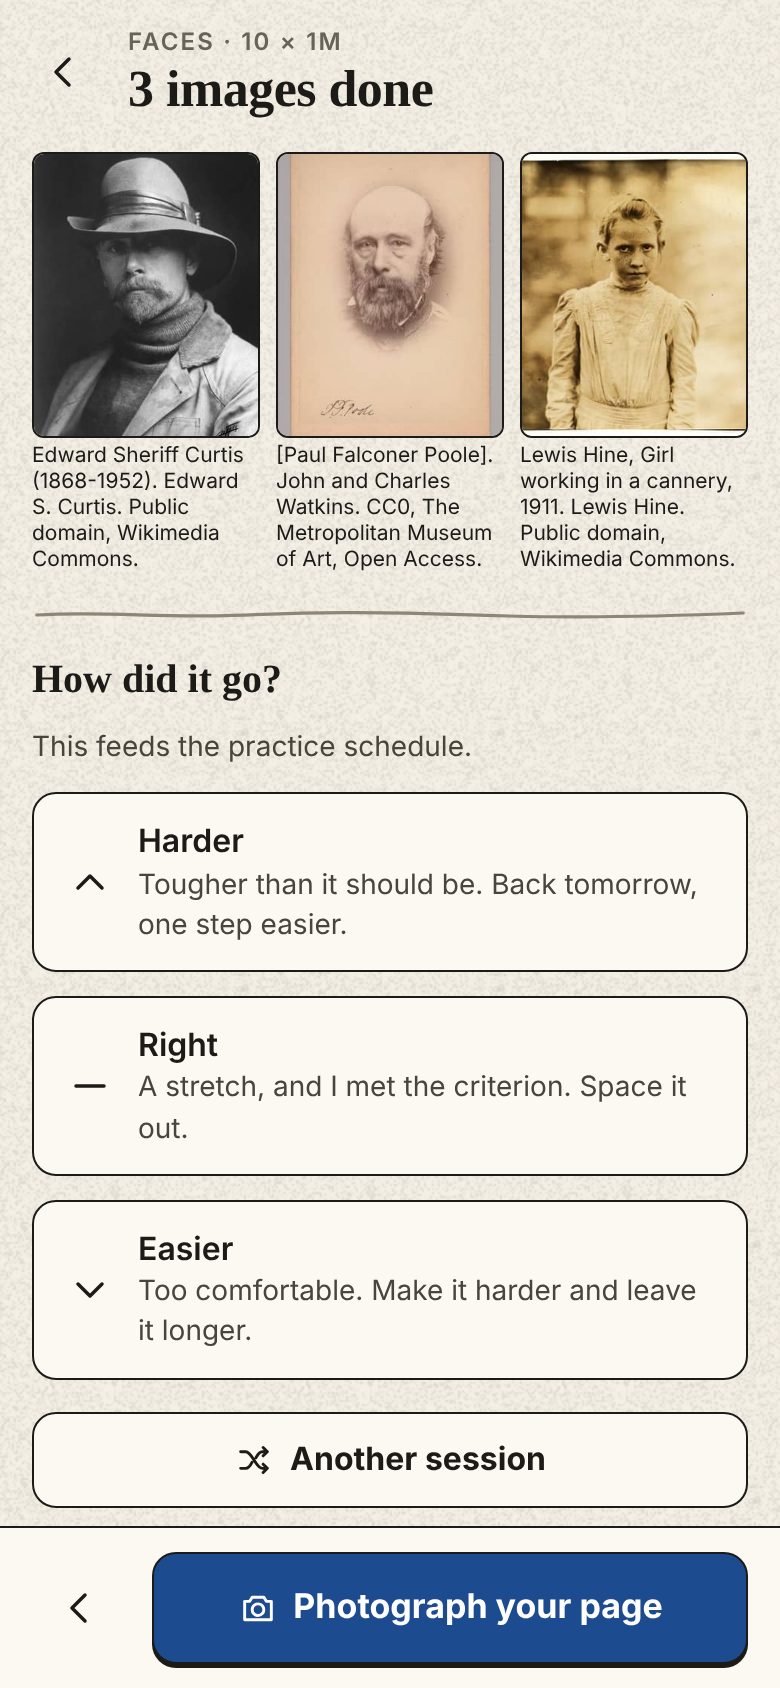 FACES · 10 × 1M
3 images done
Edward Sheriff Curtis
(1868-1952). Edward
S. Curtis. Public
domain, Wikimedia
Commons.
[Paul Falconer Poole].
John and Charles
Watkins. CC0, The
Metropolitan Museum
of Art, Open Access.
Lewis Hine, Girl
working in a cannery,
1911. Lewis Hine.
Public domain,
Wikimedia Commons.
How did it go?
This feeds the practice schedule.
Harder
Tougher than it should be. Back tomorrow,
one step easier.
Right
A stretch, and I met the criterion. Space it
out.
Easier
Too comfortable. Make it harder and leave
it longer.
Another session
Photograph your page